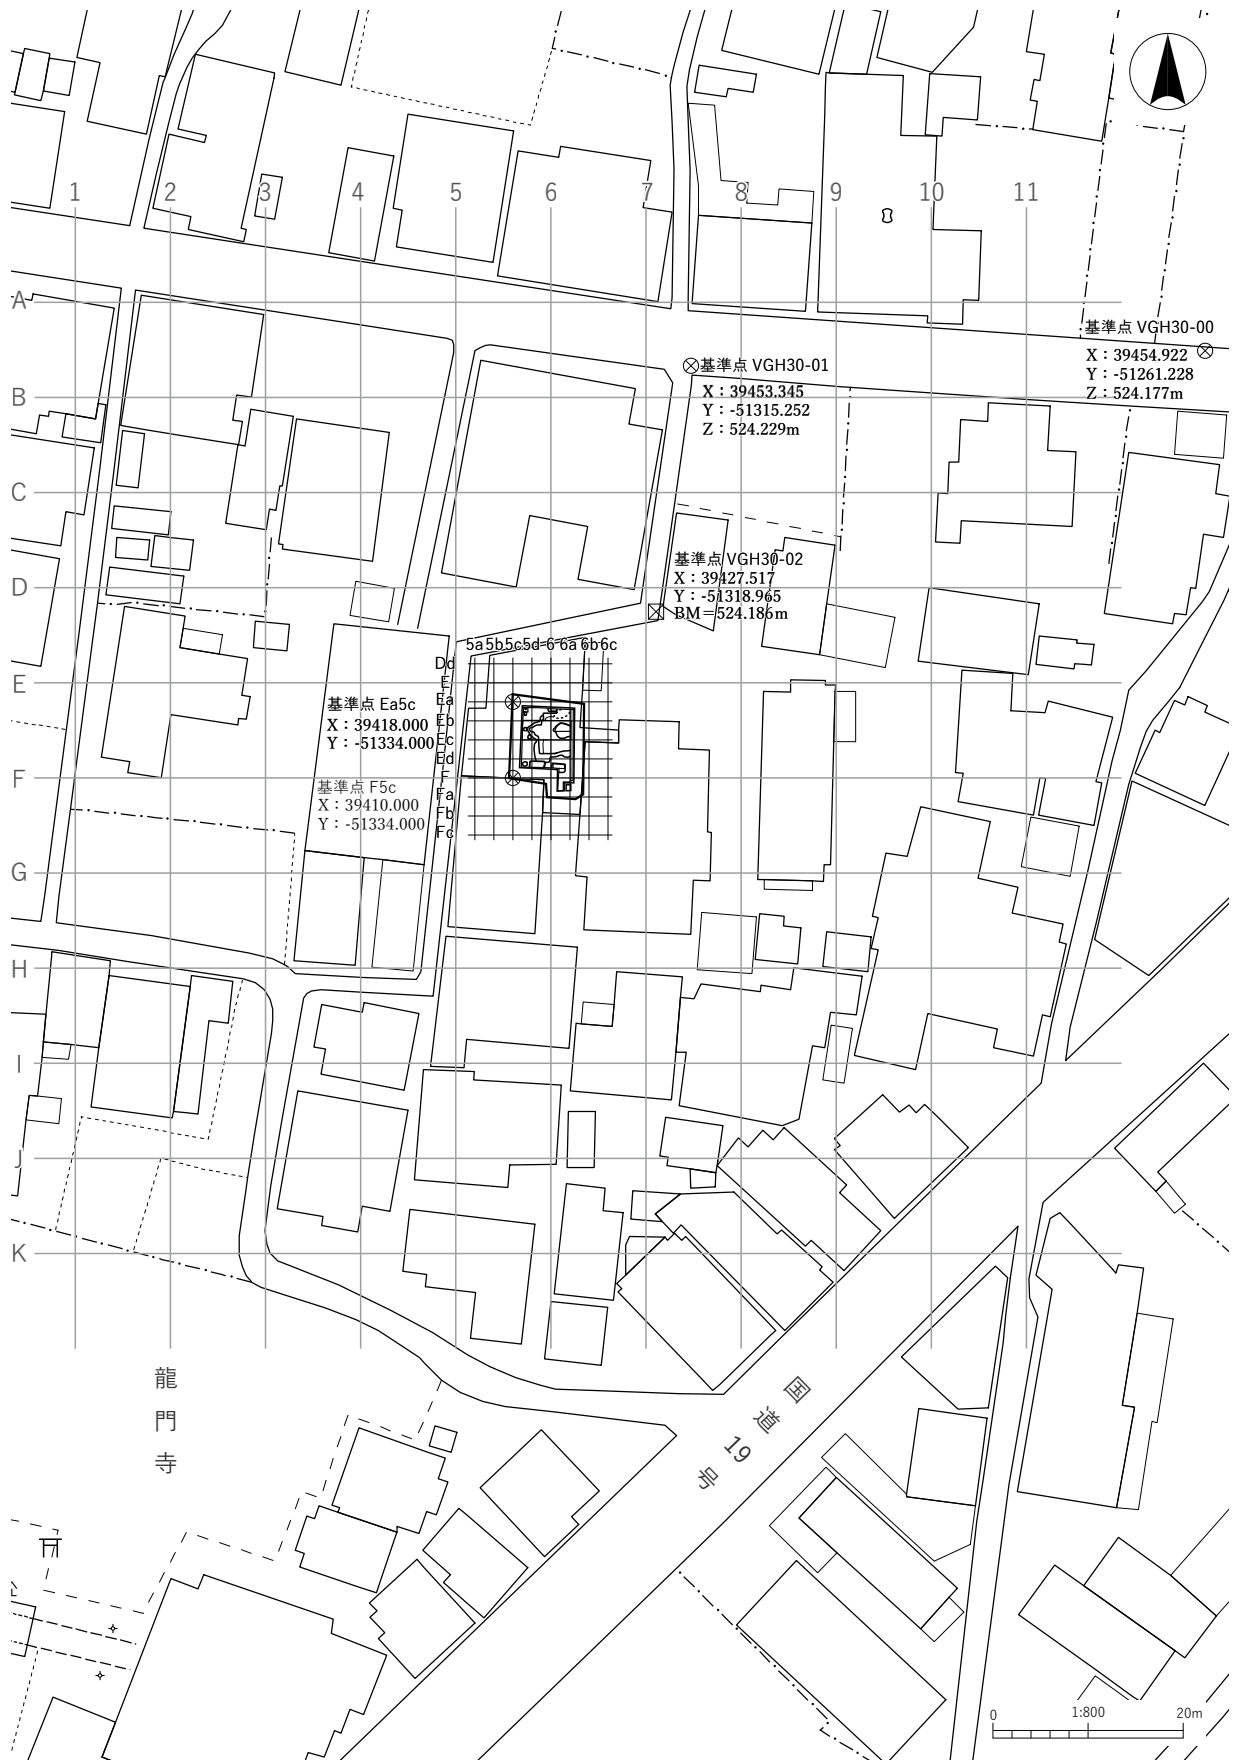 1 2 3 4 5 6 7 8 9 10 11
A
基準点 VGH30-00
X：39454.922
Y：-51261.228
Z：524.177m
基準点 VGH30-01
X：39453.345
Y：-51315.252
Z：524.229m
B
C
基準点 VGH30-02
X：39427.517
Y：-51318.965
BM＝524.186m
D
5a 5b 5c 5d 6 6a 6b 6c
Dd
E
E
Ea
Eb
Ec
Ed
F
Fa
Fb
Fc
基準点 Ea5c
X：39418.000
Y：-51334.000
F
基準点 F5c
X：39410.000
Y：-51334.000
G
H
I
J
K
龍門寺
国道19号
0 1:800 20m